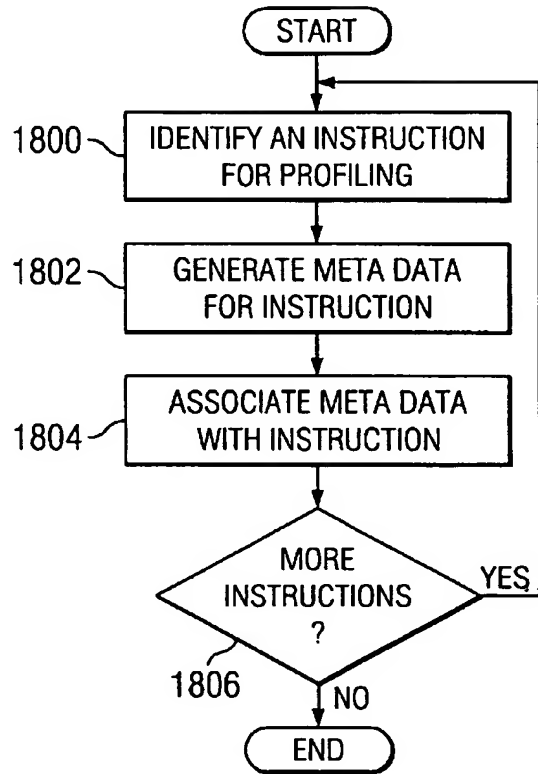 START
1800
IDENTIFY AN INSTRUCTION
FOR PROFILING
1802
GENERATE META DATA
FOR INSTRUCTION
1804
ASSOCIATE META DATA
WITH INSTRUCTION
MORE
INSTRUCTIONS
?
YES
1806
NO
END